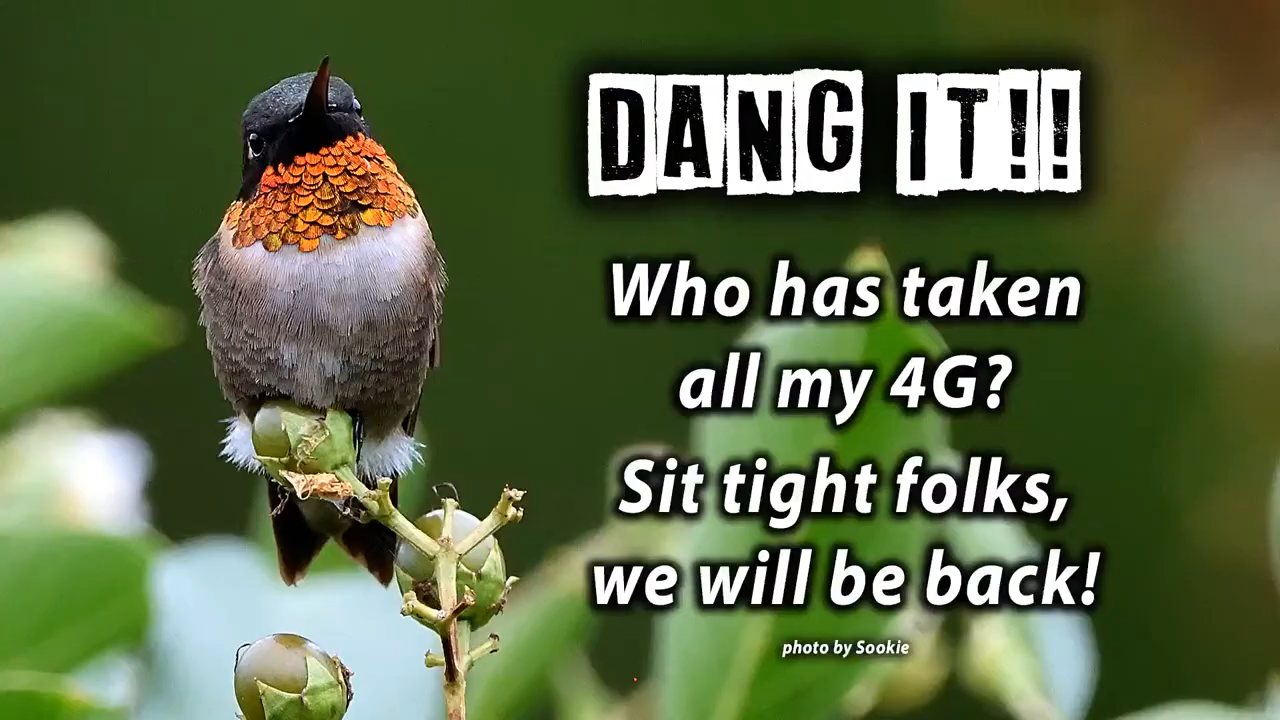 DANG IT!!
Who has taken
all my 4G?
Sit tight folks,
we will be back!
photo by Sookie